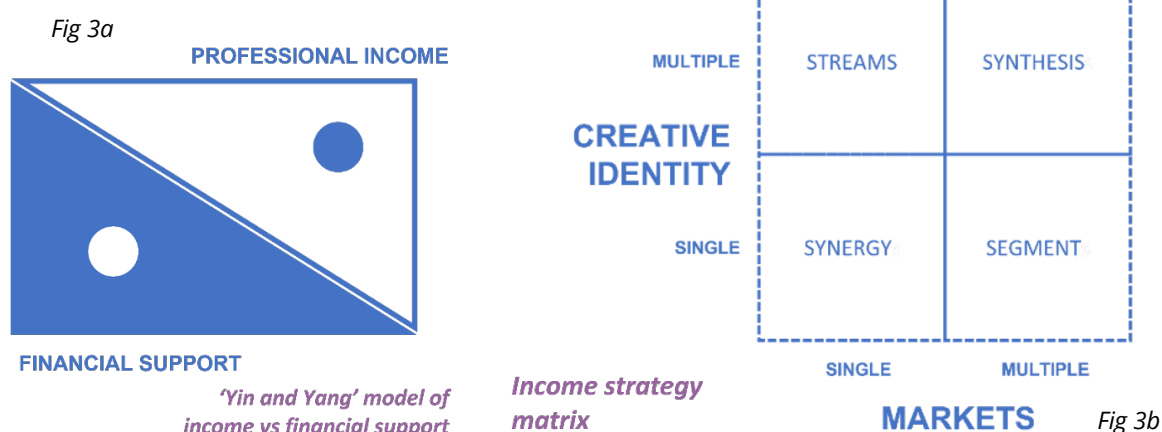 Fig 3a
PROFESSIONAL INCOME
FINANCIAL SUPPORT
‘Yin and Yang’ model of
income vs financial support
MULTIPLE
STREAMS
SYNTHESIS
CREATIVE
IDENTITY
SINGLE
SYNERGY
SEGMENT
SINGLE
MULTIPLE
MARKETS
Income strategy
matrix
Fig 3b